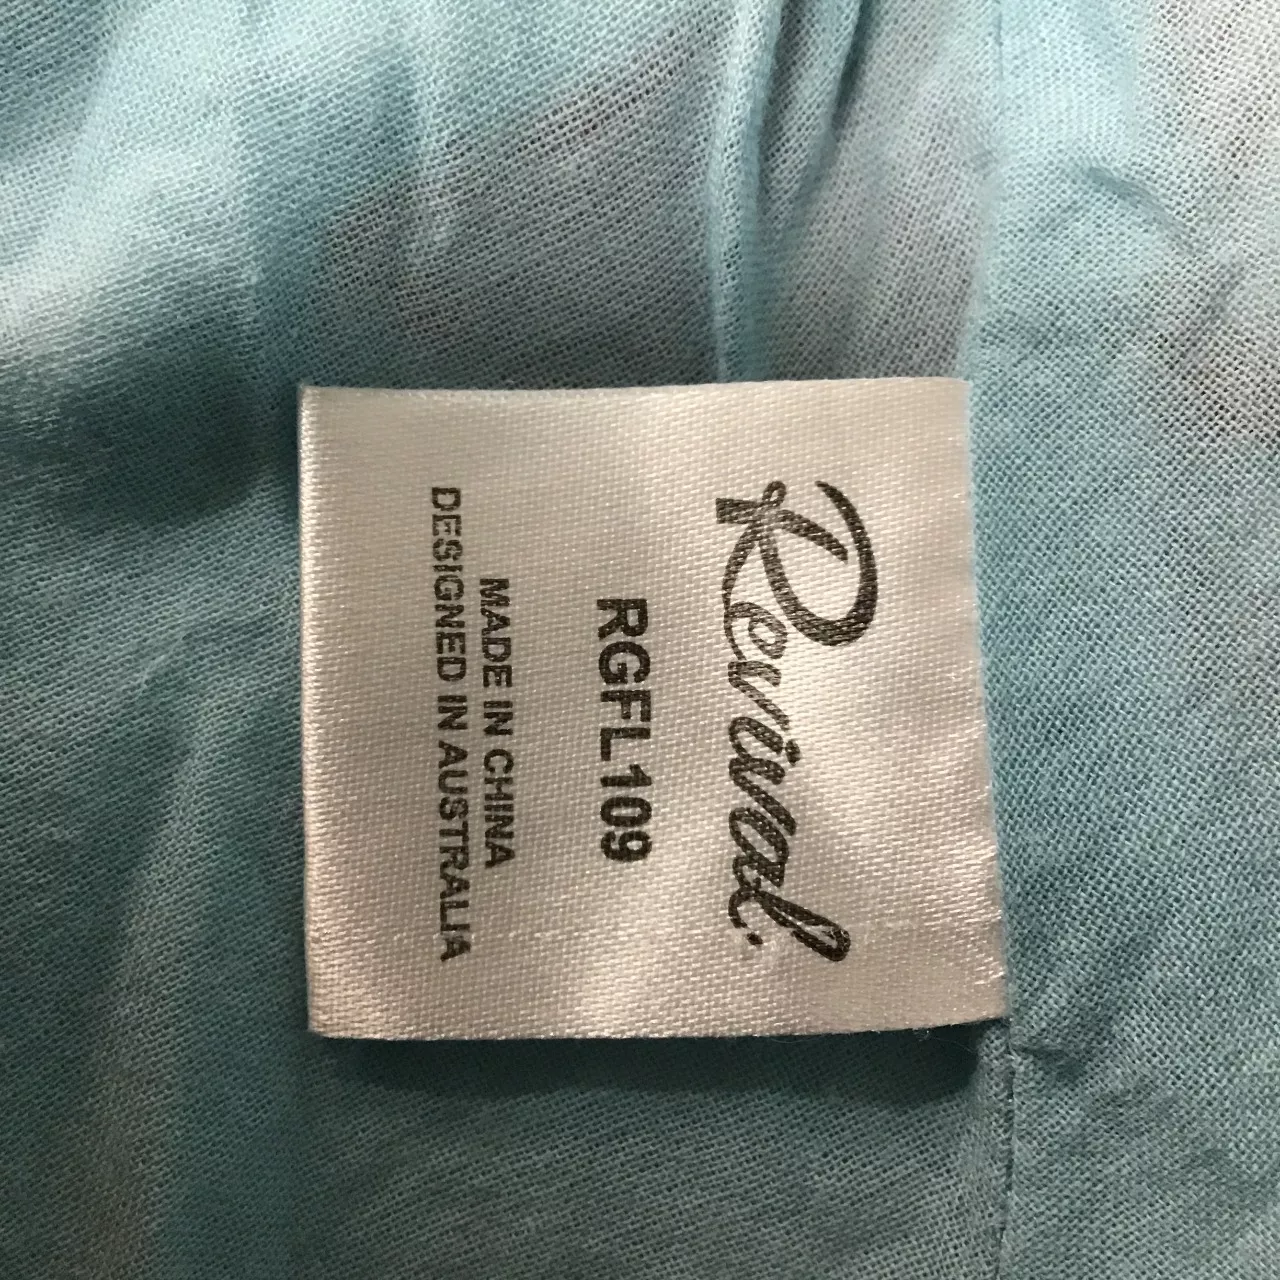 Revival.
RGFL109
MADE IN CHINA
DESIGNED IN AUSTRALIA